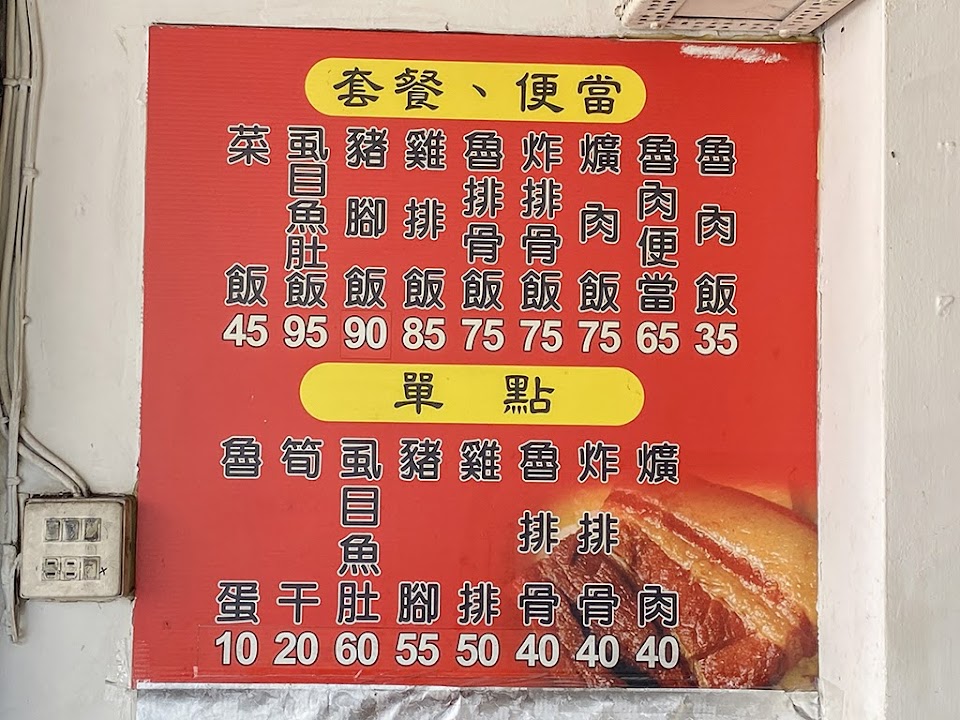 套餐、便當
魯肉飯 35
魯肉便當 65
爌肉飯 75
炸排骨飯 75
魯排骨飯 75
雞排飯 85
豬腳飯 90
虱目魚肚飯 95
菜飯 45
單點
爌肉 40
炸排骨 40
魯排骨 40
雞排 50
豬腳 55
虱目魚肚 60
筍干 20
魯蛋 10